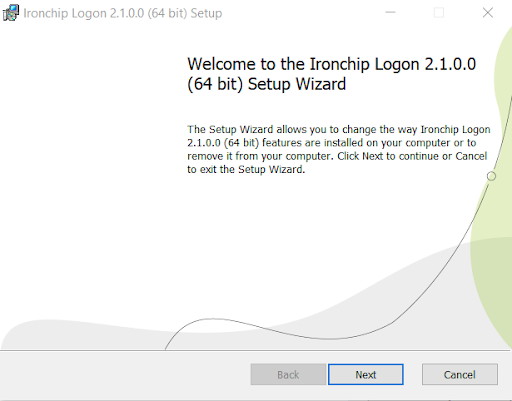 Ironchip Logon 2.1.0.0 (64 bit) Setup
Welcome to the Ironchip Logon 2.1.0.0
(64 bit) Setup Wizard
The Setup Wizard allows you to change the way Ironchip Logon
2.1.0.0 (64 bit) features are installed on your computer or to
remove it from your computer. Click Next to continue or Cancel
to exit the Setup Wizard.
Back
Next
Cancel